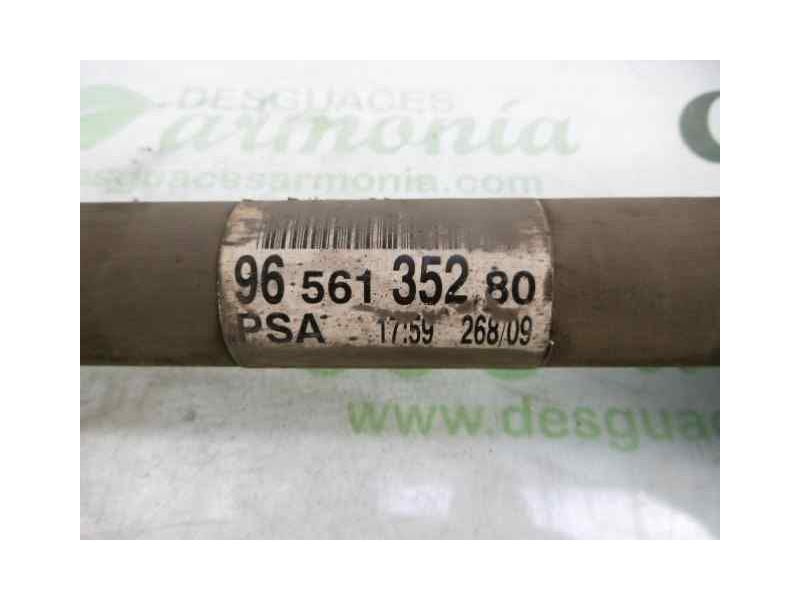 DESGUACES
armonía
desguacesarmonia.com
96 561 352 80
PSA 17:59 268/09
www.desguac